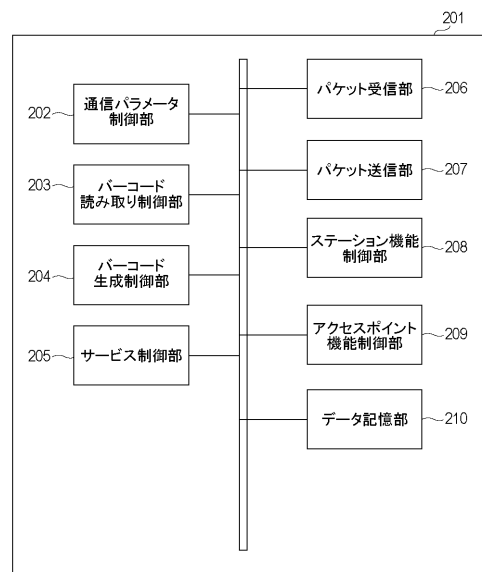 201
202
通信パラメータ
制御部
203
バーコード
読み取り制御部
204
バーコード
生成制御部
205
サービス制御部
パケット受信部
206
パケット送信部
207
ステーション機能
制御部
208
アクセスポイント
機能制御部
209
データ記憶部
210